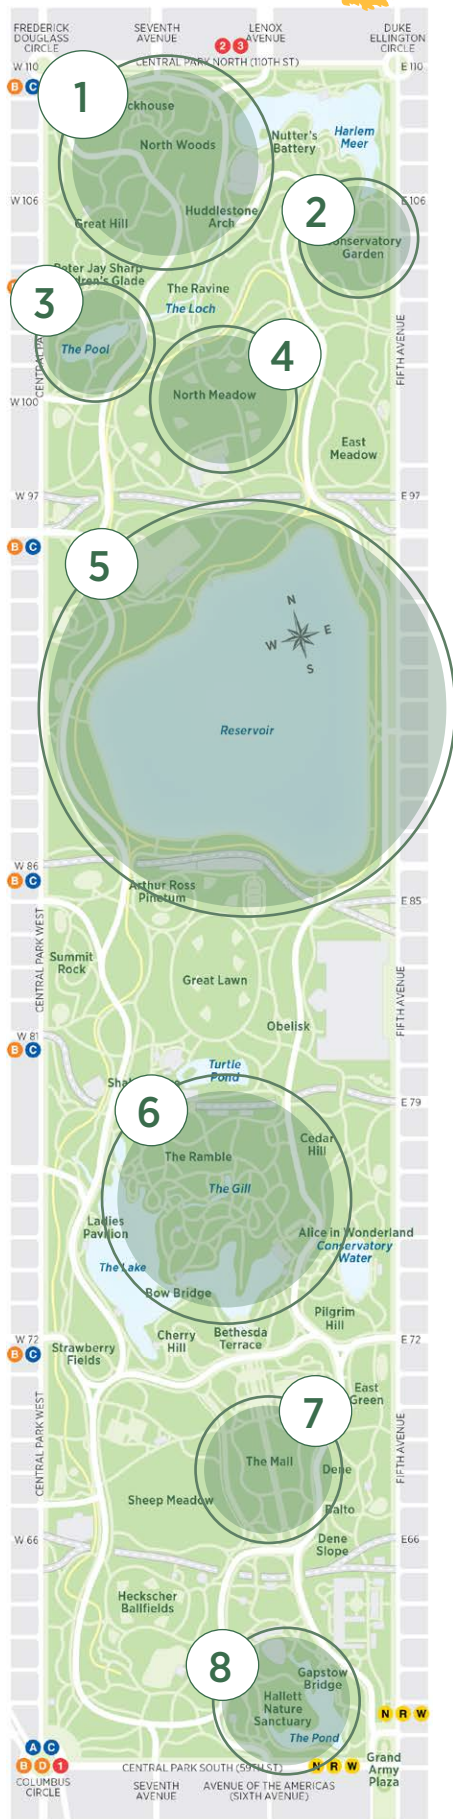 FREDERICK
DOUGLASS
CIRCLE
SEVENTH
AVENUE
LENOX
AVENUE
DUKE
ELLINGTON
CIRCLE
2 3
W 110
CENTRAL PARK NORTH (110TH ST)
E 110
B C
1
North Woods
Nutter's
Battery
Harlem
Meer
W 106
E 106
2
Great Hill
Huddlestone
Arch
Garden
Peter Jay Sharp
The Ravine
The Loch
3
The Pool
4
North Meadow
FIFTH AVENUE
W 100
East
Meadow
W 97
E 97
B C
5
N
W E
S
Reservoir
W 86
B C
Arthur Ross
Pinetum
E 85
CENTRAL PARK WEST
Summit
Rock
Great Lawn
FIFTH AVENUE
Obelisk
W 81
B C
Turtle
Pond
E 79
6
Cedar
Hill
The Ramble
The Gill
Ladies
Pavilion
Alice in Wonderland
Conservatory
Water
The Lake
Bow Bridge
Pilgrim
Hill
W 72
E 72
B C
Strawberry
Fields
Cherry
Hill
Bethesda
Terrace
East
Green
7
CENTRAL PARK WEST
FIFTH AVENUE
The Mall
Dene
Sheep Meadow
Balto
W 66
Dene
Slope
E66
Heckscher
Ballfields
8
Gapstow
Bridge
Hallett
Nature
Sanctuary
The Pond
N R W
A C
B D 1
COLUMBUS
CIRCLE
CENTRAL PARK SOUTH (59TH ST)
N R W
Grand
Army
Plaza
SEVENTH
AVENUE
AVENUE OF THE AMERICAS
(SIXTH AVENUE)